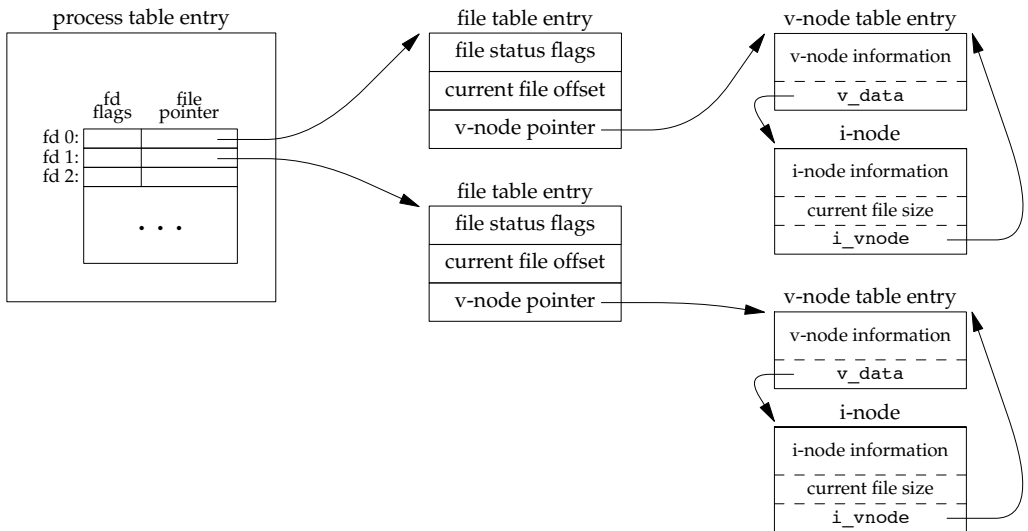 process table entry
fd
flags
file
pointer
fd 0:
fd 1:
fd 2:
. . .
file table entry
file status flags
current file offset
v-node pointer
file table entry
file status flags
current file offset
v-node pointer
v-node table entry
v-node information
v_data
i-node
i-node information
current file size
i_vnode
v-node table entry
v-node information
v_data
i-node
i-node information
current file size
i_vnode